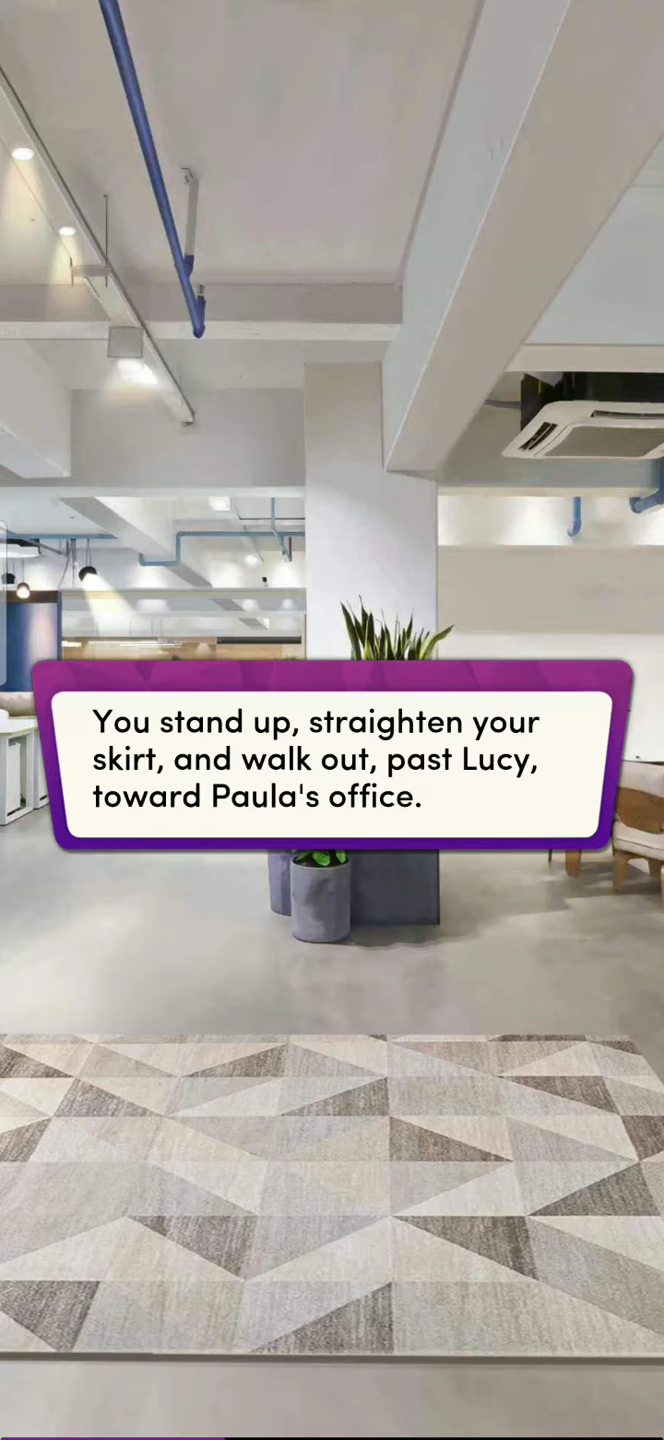 You stand up, straighten your
skirt, and walk out, past Lucy,
toward Paula's office.